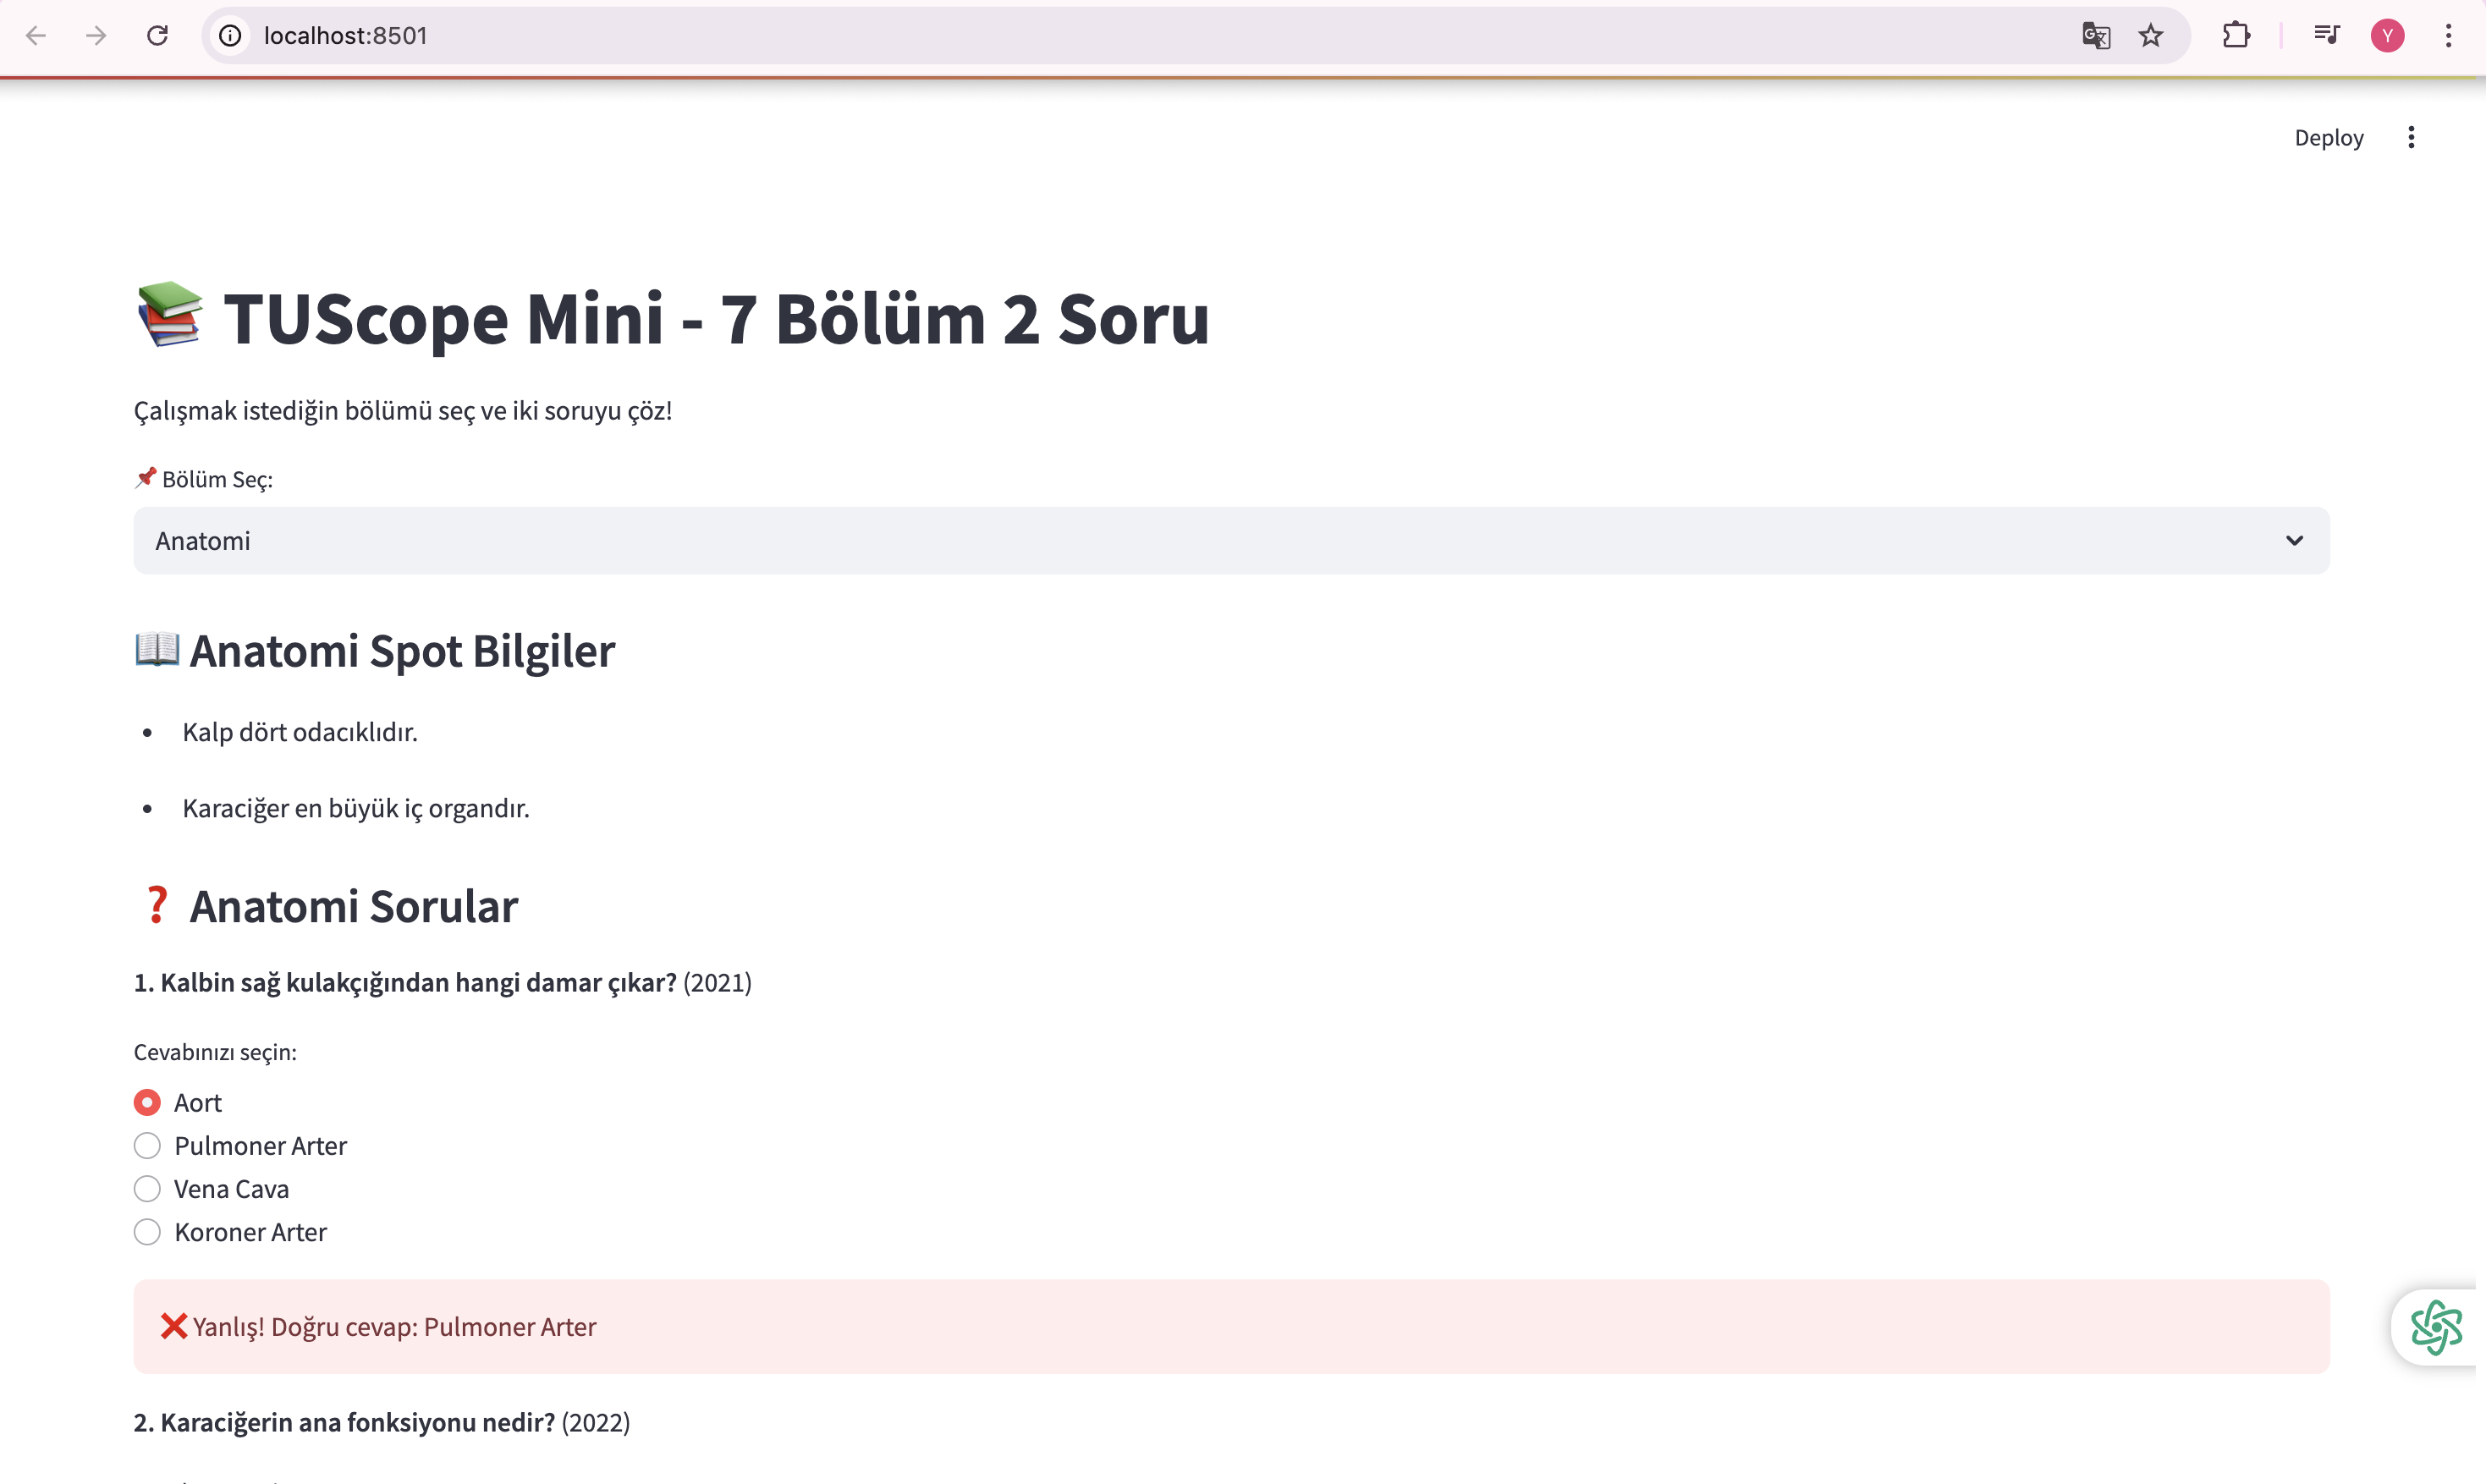 localhost:8501
Y
Deploy
TUScope Mini - 7 Bölüm 2 Soru
Çalışmak istediğin bölümü seç ve iki soruyu çöz!
Bölüm Seç:
Anatomi
Anatomi Spot Bilgiler
• Kalp dört odacıklıdır.
• Karaciğer en büyük iç organdır.
❓ Anatomi Sorular
1. Kalbin sağ kulakçığından hangi damar çıkar? (2021)
Cevabınızı seçin:
Aort
Pulmoner Arter
Vena Cava
Koroner Arter
❌ Yanlış! Doğru cevap: Pulmoner Arter
2. Karaciğerin ana fonksiyonu nedir? (2022)